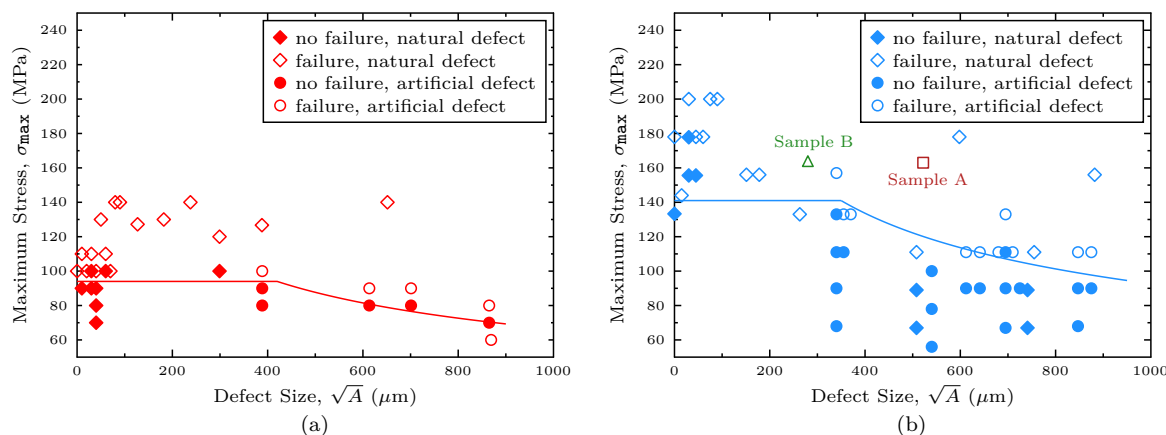 Maximum Stress, σmax (MPa)
240
220
200
180
160
140
120
100
80
60
no failure, natural defect
failure, natural defect
no failure, artificial defect
failure, artificial defect
0 200 400 600 800 1000
Defect Size, √A (μm)
(a)
Maximum Stress, σmax (MPa)
240
220
200
180
160
140
120
100
80
60
no failure, natural defect
failure, natural defect
no failure, artificial defect
failure, artificial defect
Sample B
Sample A
0 200 400 600 800 1000
Defect Size, √A (μm)
(b)